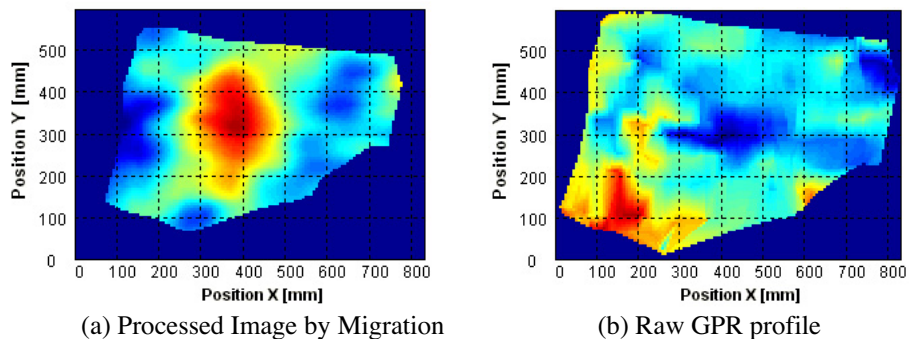 Position Y [mm]
500
400
300
200
100
0
0 100 200 300 400 500 600 700 800
Position X [mm]
(a) Processed Image by Migration
Position Y [mm]
500
400
300
200
100
0
0 100 200 300 400 500 600 700 800
Position X [mm]
(b) Raw GPR profile